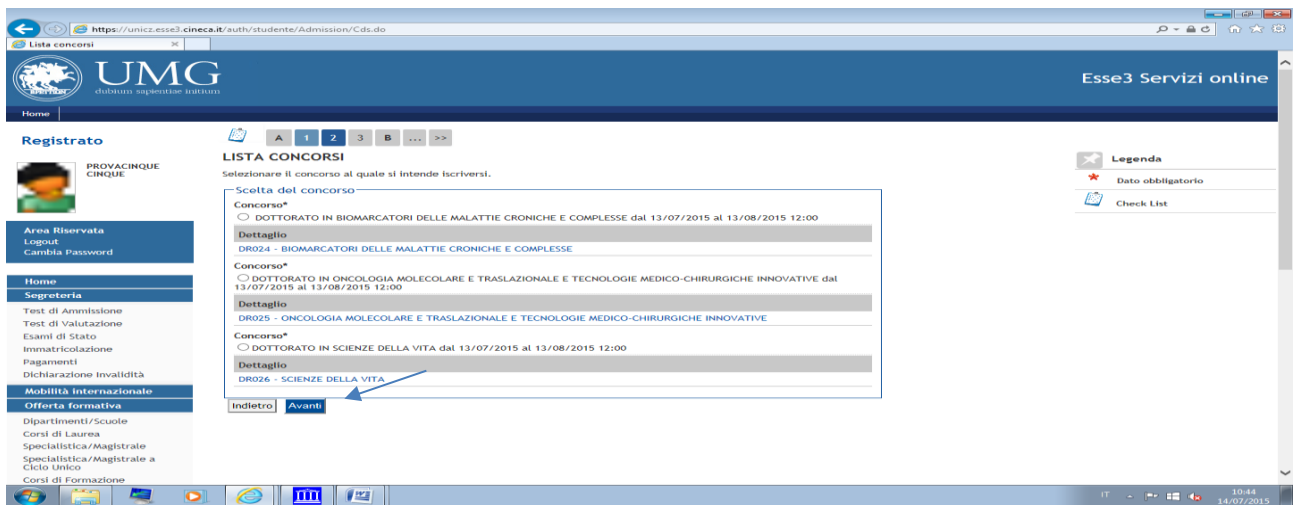 https://unicz.esse3.cineca.it/auth/studente/Admission/Cds.do
Lista concorsi
UMG
dubium sapientiae initium
Esse3 Servizi online
Home
Registrato
PROVACINQUE
CINQUE
Area Riservata
Logout
Cambia Password
Home
Segreteria
Test di Ammissione
Test di Valutazione
Esami di Stato
Immatricolazione
Pagamenti
Dichiarazione Invalidità
Mobilità internazionale
Offerta formativa
Dipartimenti/Scuole
Corsi di Laurea
Specialistica/Magistrale
Specialistica/Magistrale a
Ciclo Unico
Corsi di Formazione
A 1 2 3 B ... >>
LISTA CONCORSI
Selezionare il concorso al quale si intende iscriversi.
Scelta del concorso
Concorso*
DOTTORATO IN BIOMARCATORI DELLE MALATTIE CRONICHE E COMPLESSE dal 13/07/2015 al 13/08/2015 12:00
Dettaglio
DR024 - BIOMARCATORI DELLE MALATTIE CRONICHE E COMPLESSE
Concorso*
DOTTORATO IN ONCOLOGIA MOLECOLARE E TRASLAZIONALE E TECNOLOGIE MEDICO-CHIRURGICHE INNOVATIVE dal
13/07/2015 al 13/08/2015 12:00
Dettaglio
DR025 - ONCOLOGIA MOLECOLARE E TRASLAZIONALE E TECNOLOGIE MEDICO-CHIRURGICHE INNOVATIVE
Concorso*
DOTTORATO IN SCIENZE DELLA VITA dal 13/07/2015 al 13/08/2015 12:00
Dettaglio
DR026 - SCIENZE DELLA VITA
Indietro Avanti
Legenda
* Dato obbligatorio
Check List
IT
10:44
14/07/2015